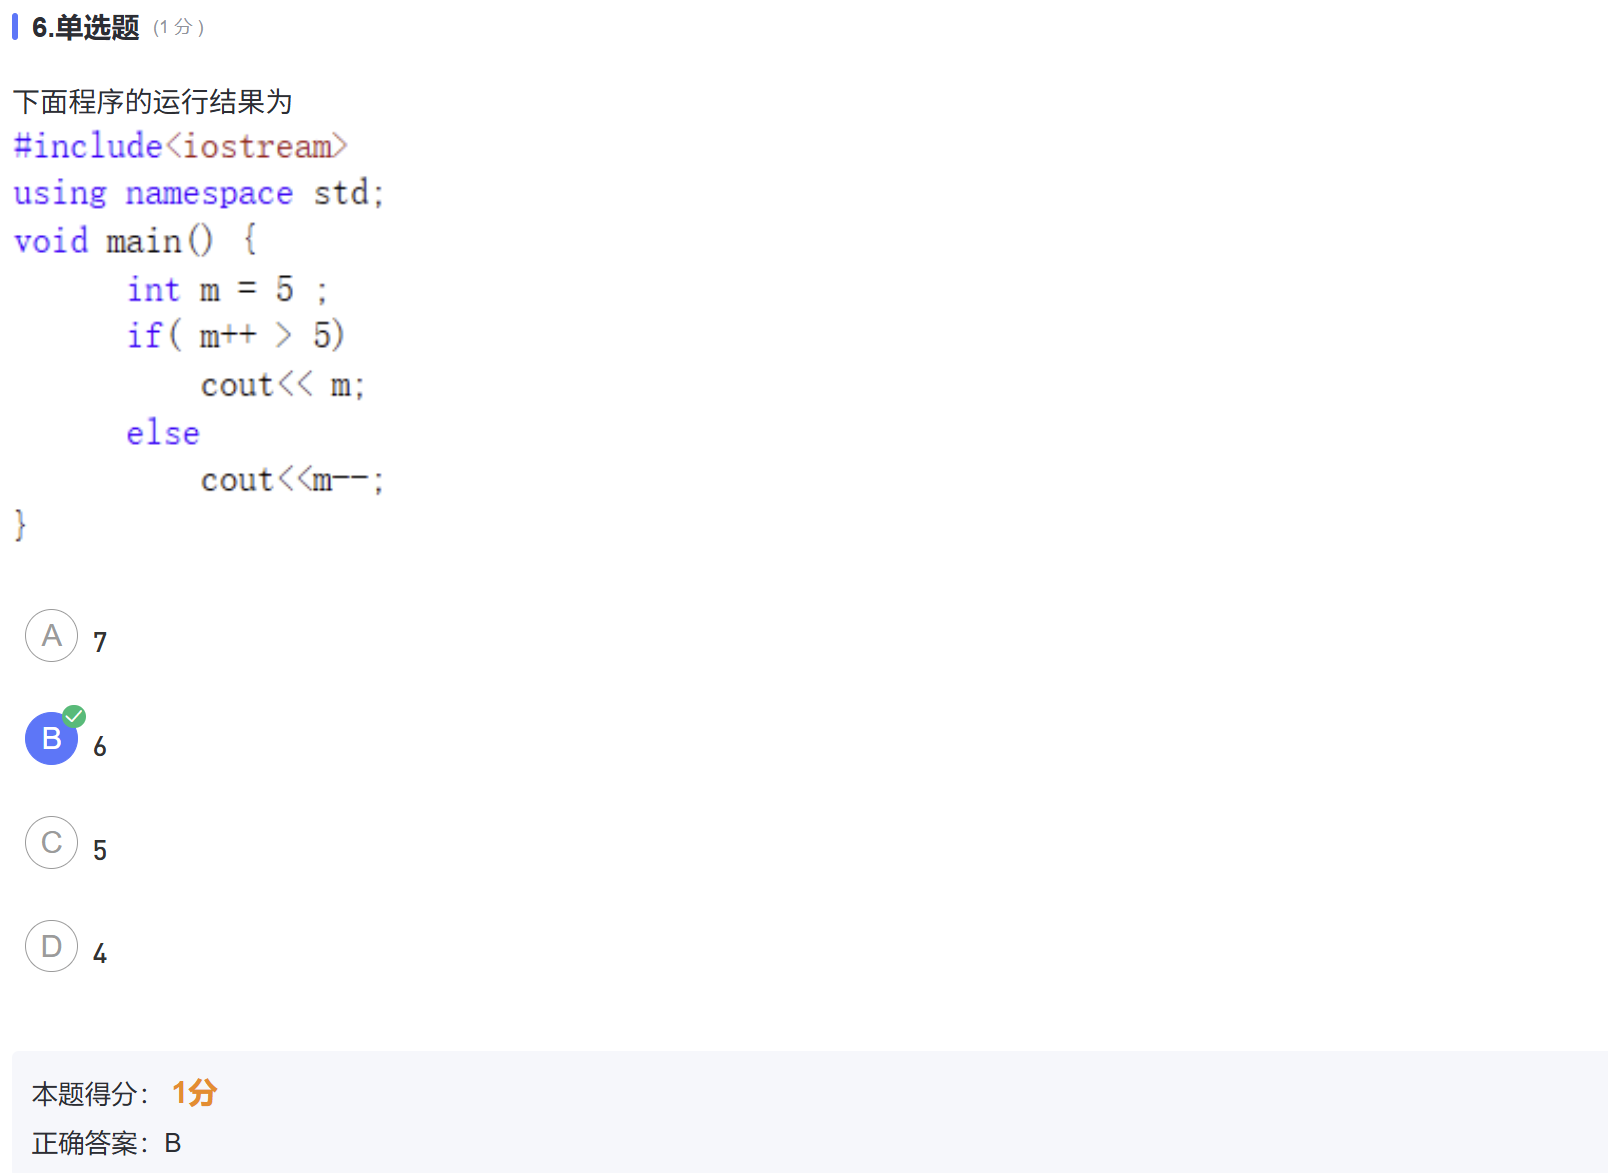 6.单选题 (1 分)
下面程序的运行结果为
#include<iostream>
using namespace std;
void main() {
int m = 5 ;
if( m++ > 5)
cout<< m;
else
cout<<m--;
}
A 7
B 6
C 5
D 4
本题得分： 1分
正确答案：B